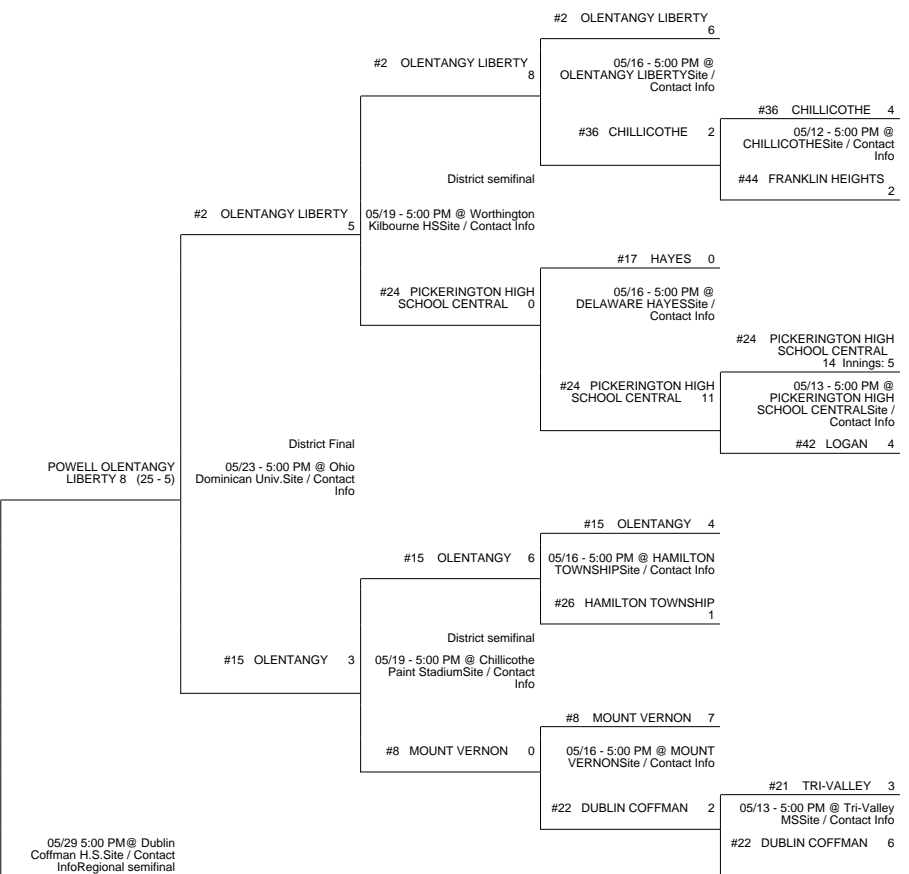 #2 OLENTANGY LIBERTY
6
05/16 - 5:00 PM @
OLENTANGY LIBERTYSite /
Contact Info
#2 OLENTANGY LIBERTY
8
#36 CHILLICOTHE 4
05/12 - 5:00 PM @
CHILLICOTHESite / Contact
Info
#36 CHILLICOTHE 2
#44 FRANKLIN HEIGHTS
2
District semifinal
05/19 - 5:00 PM @ Worthington
Kilbourne HSSite / Contact Info
#2 OLENTANGY LIBERTY
5
#17 HAYES 0
05/16 - 5:00 PM @
DELAWARE HAYESSite /
Contact Info
#24 PICKERINGTON HIGH
SCHOOL CENTRAL 0
#24 PICKERINGTON HIGH
SCHOOL CENTRAL
14 Innings: 5
05/13 - 5:00 PM @
PICKERINGTON HIGH
SCHOOL CENTRALSite /
Contact Info
#24 PICKERINGTON HIGH
SCHOOL CENTRAL 11
#42 LOGAN 4
District Final
05/23 - 5:00 PM @ Ohio
Dominican Univ.Site / Contact
Info
POWELL OLENTANGY
LIBERTY 8 (25 - 5)
#15 OLENTANGY 4
05/16 - 5:00 PM @ HAMILTON
TOWNSHIPSite / Contact Info
#15 OLENTANGY 6
#26 HAMILTON TOWNSHIP
1
District semifinal
05/19 - 5:00 PM @ Chillicothe
Paint StadiumSite / Contact
Info
#15 OLENTANGY 3
#8 MOUNT VERNON 7
05/16 - 5:00 PM @ MOUNT
VERNONSite / Contact Info
#8 MOUNT VERNON 0
#21 TRI-VALLEY 3
05/13 - 5:00 PM @ Tri-Valley
MSSite / Contact Info
#22 DUBLIN COFFMAN 2
#22 DUBLIN COFFMAN 6
05/29 5:00 PM@ Dublin
Coffman H.S.Site / Contact
InfoRegional semifinal